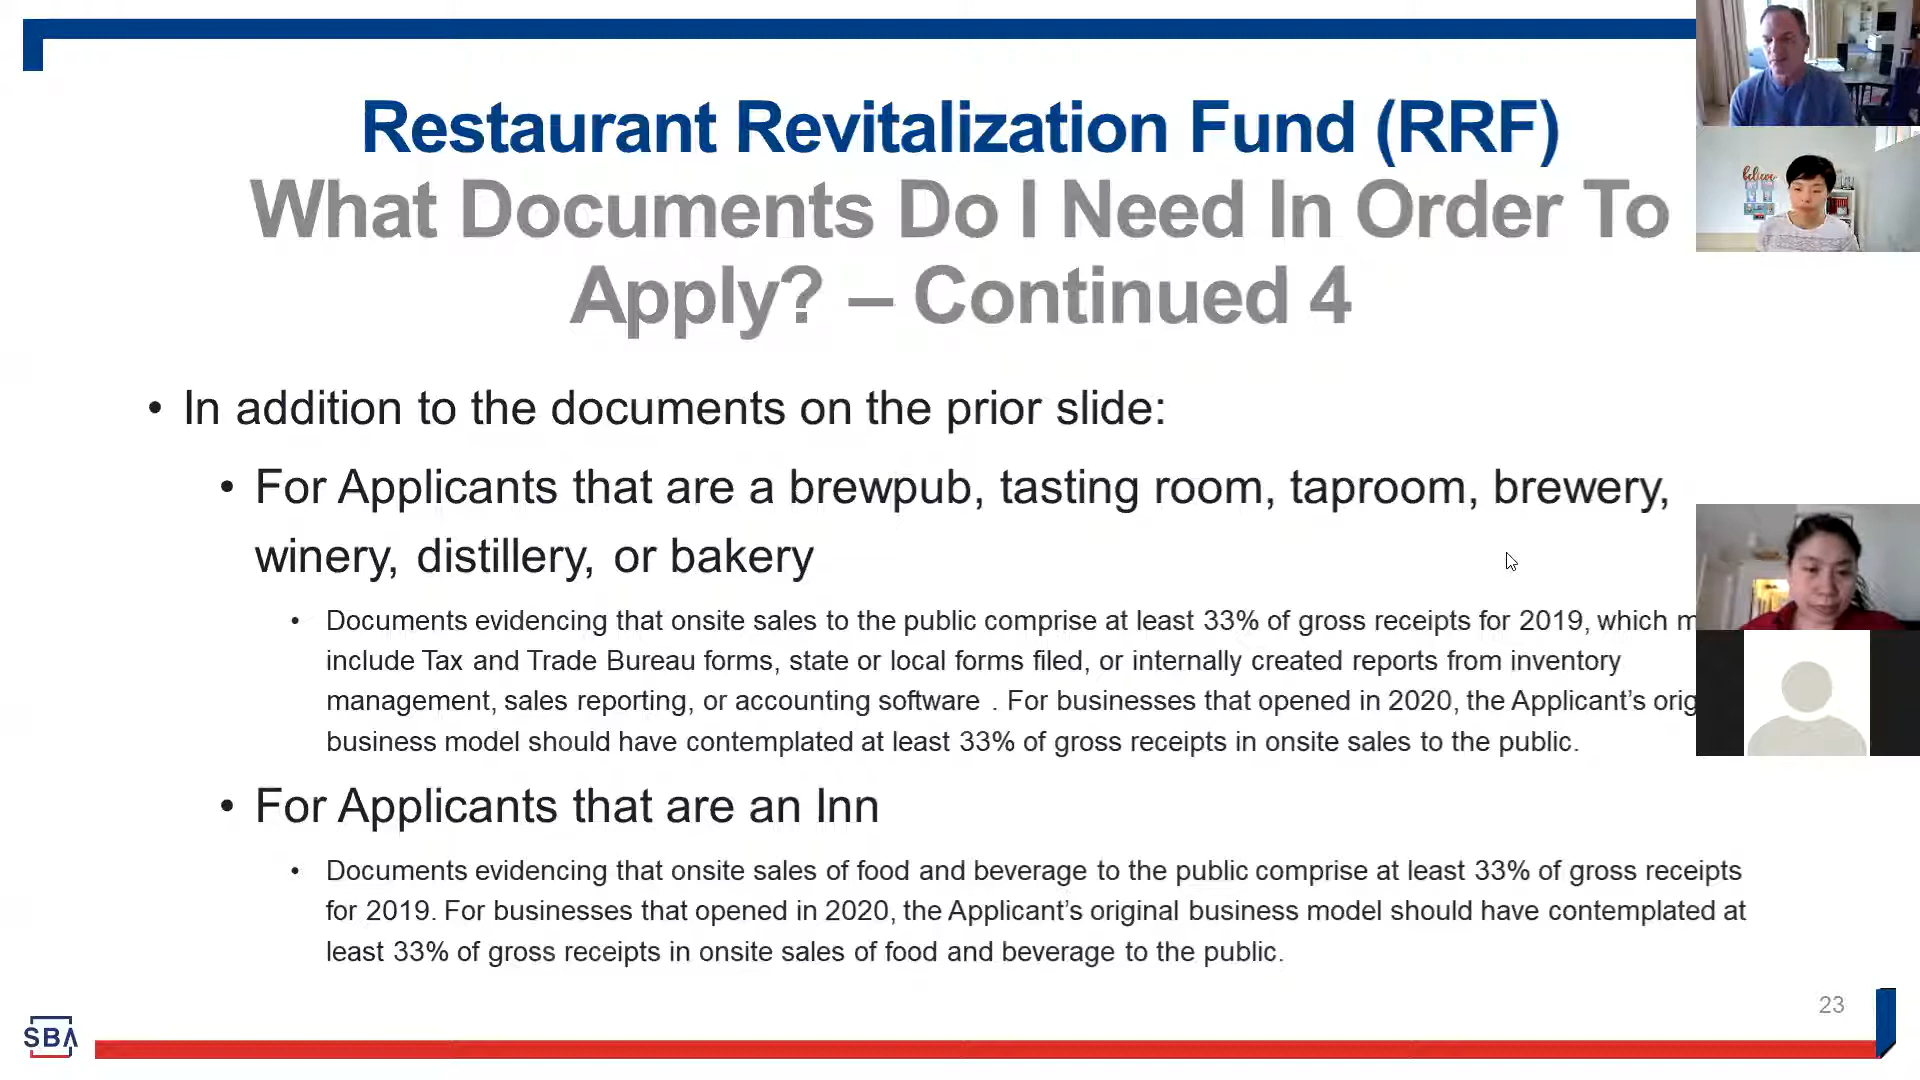 Restaurant Revitalization Fund (RRF)
What Documents Do I Need In Order To
Apply? – Continued 4
• In addition to the documents on the prior slide:
• For Applicants that are a brewpub, tasting room, taproom, brewery,
winery, distillery, or bakery
• Documents evidencing that onsite sales to the public comprise at least 33% of gross receipts for 2019, which
include Tax and Trade Bureau forms, state or local forms filed, or internally created reports from inventory
management, sales reporting, or accounting software . For businesses that opened in 2020, the Applicant’s
business model should have contemplated at least 33% of gross receipts in onsite sales to the public.
• For Applicants that are an Inn
• Documents evidencing that onsite sales of food and beverage to the public comprise at least 33% of gross receipts
for 2019. For businesses that opened in 2020, the Applicant’s original business model should have contemplated at
least 33% of gross receipts in onsite sales of food and beverage to the public.
23
SBA
believe